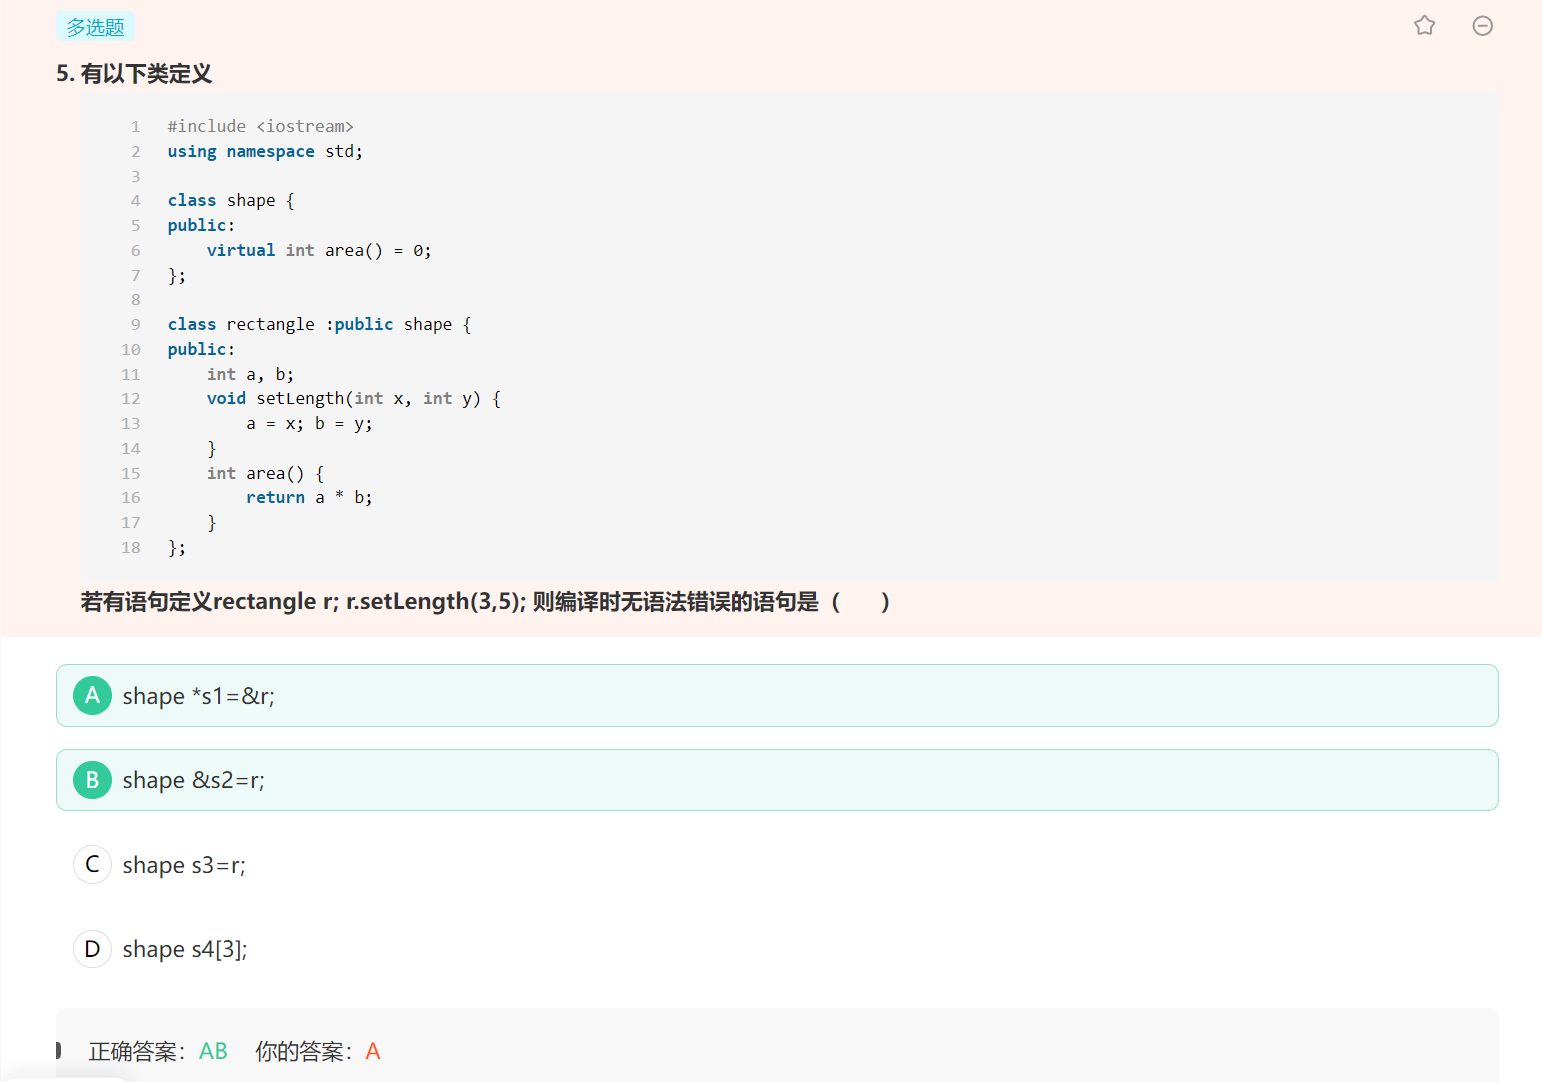 多选题
5. 有以下类定义
1 #include <iostream>
2 using namespace std;
3
4 class shape {
5 public:
6     virtual int area() = 0;
7 };
8
9 class rectangle :public shape {
10 public:
11     int a, b;
12     void setLength(int x, int y) {
13         a = x; b = y;
14     }
15     int area() {
16         return a * b;
17     }
18 };
若有语句定义rectangle r; r.setLength(3,5); 则编译时无语法错误的语句是（　　）
A shape *s1=&r;
B shape &s2=r;
C shape s3=r;
D shape s4[3];
正确答案：AB 你的答案：A